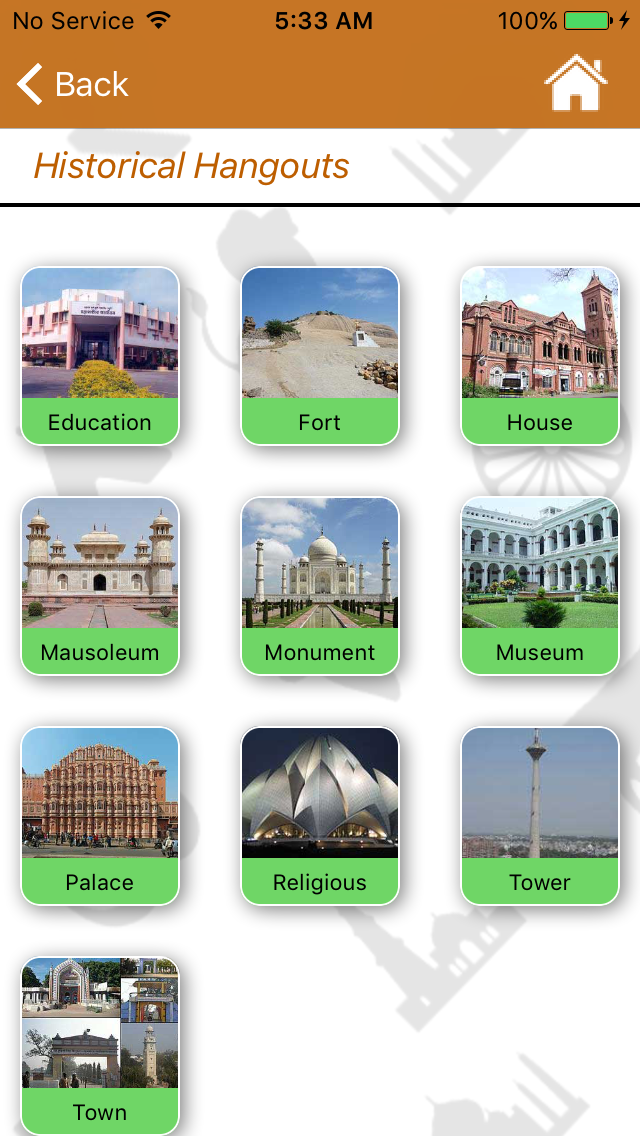 No Service 5:33 AM 100%
Back
Historical Hangouts
Education Fort House
Mausoleum Monument Museum
Palace Religious Tower
Town